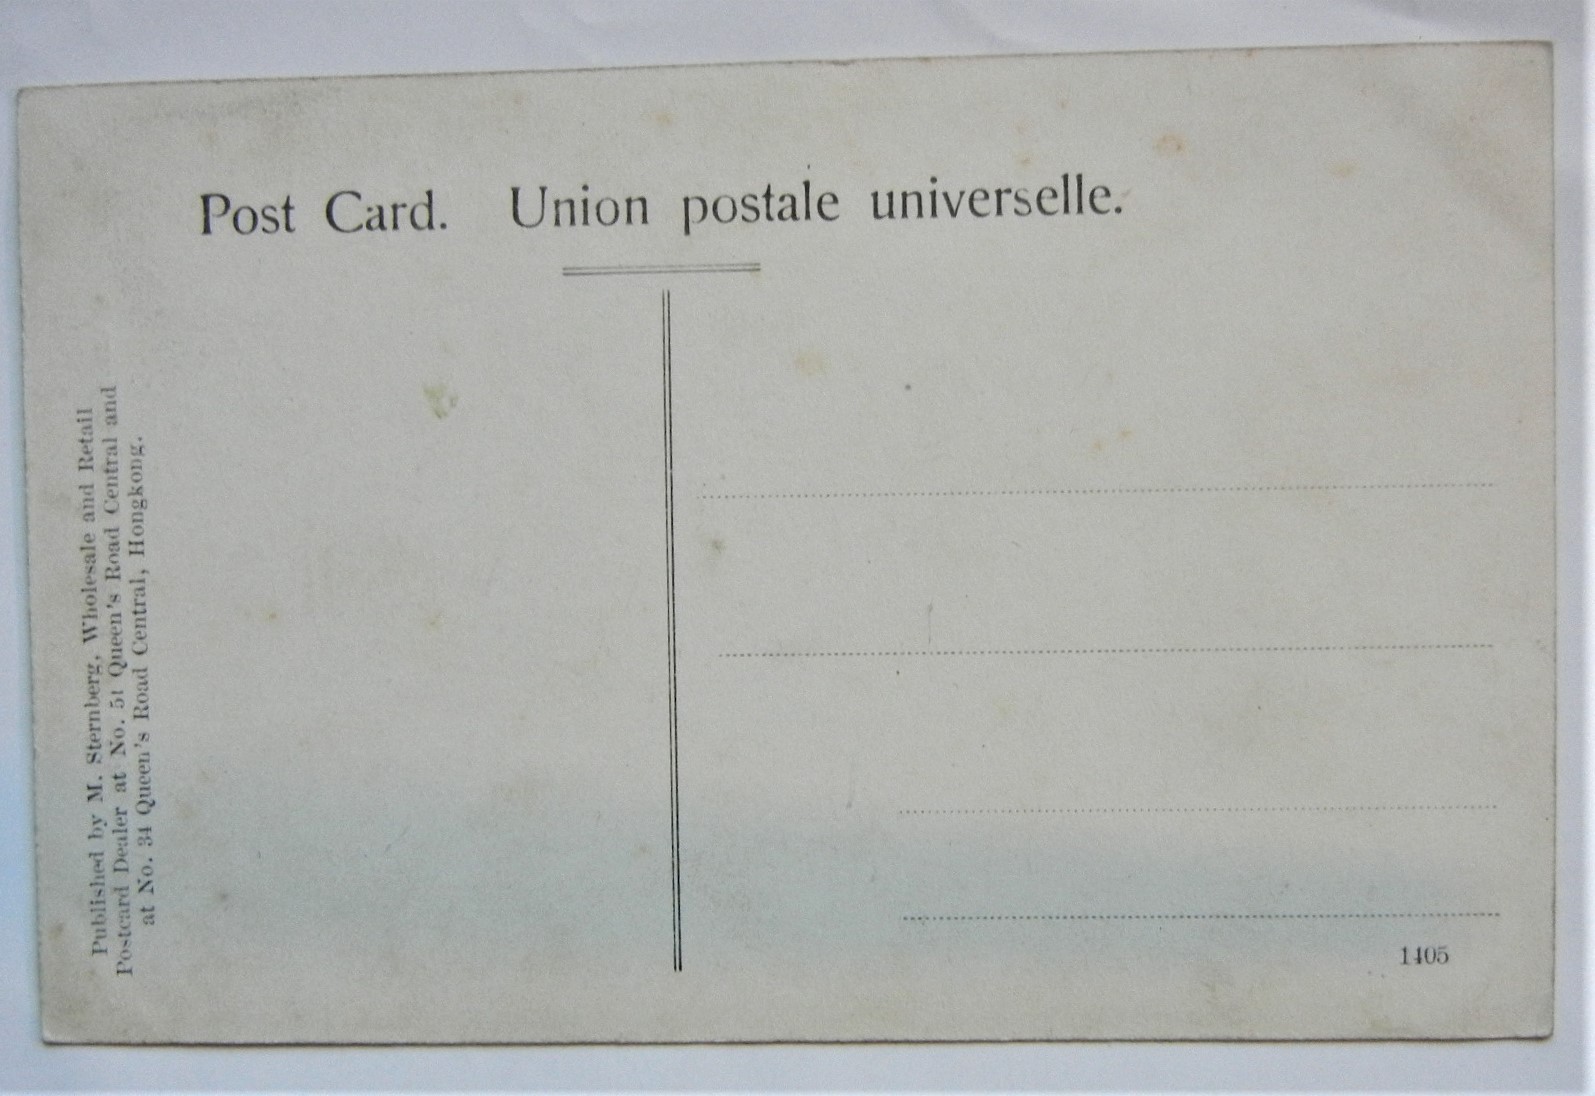 Post Card. Union postale universelle.
Published by M. Sternberg, Wholesale and Retail
Postcard Dealer at No. 51 Queen's Road Central and
at No. 34 Queen's Road Central, Hongkong.
1405